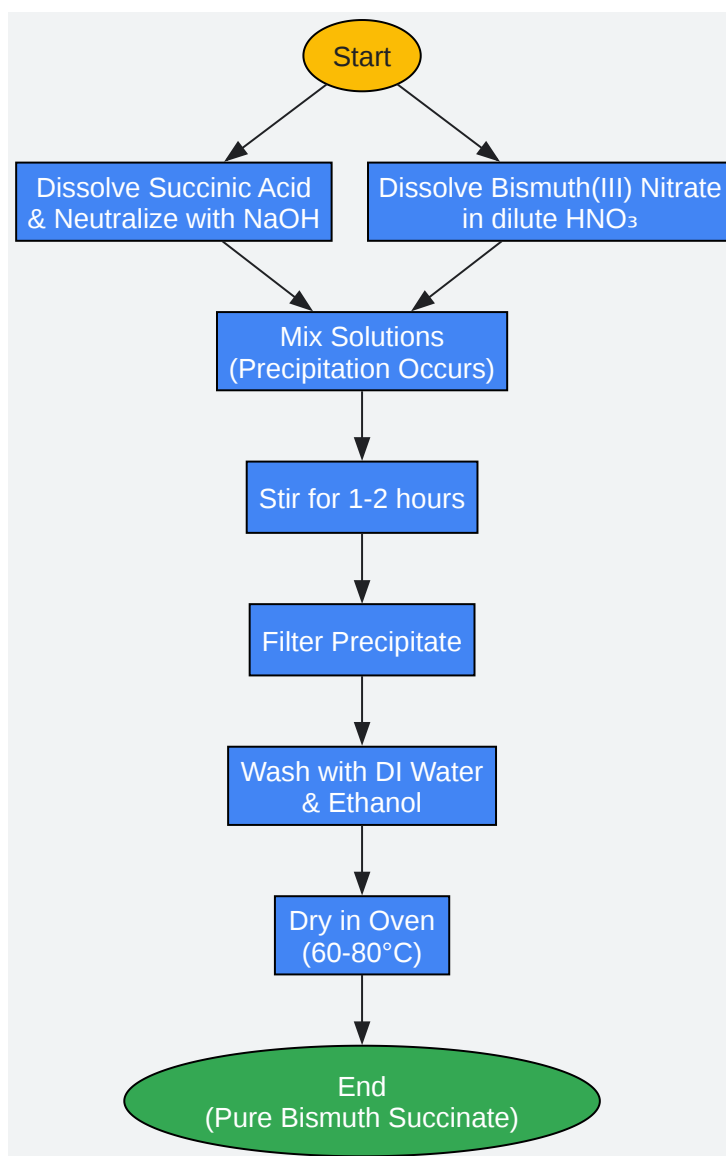 Start
Dissolve Succinic Acid
& Neutralize with NaOH
Dissolve Bismuth(III) Nitrate
in dilute HNO₃
Mix Solutions
(Precipitation Occurs)
Stir for 1-2 hours
Filter Precipitate
Wash with DI Water
& Ethanol
Dry in Oven
(60-80°C)
End
(Pure Bismuth Succinate)